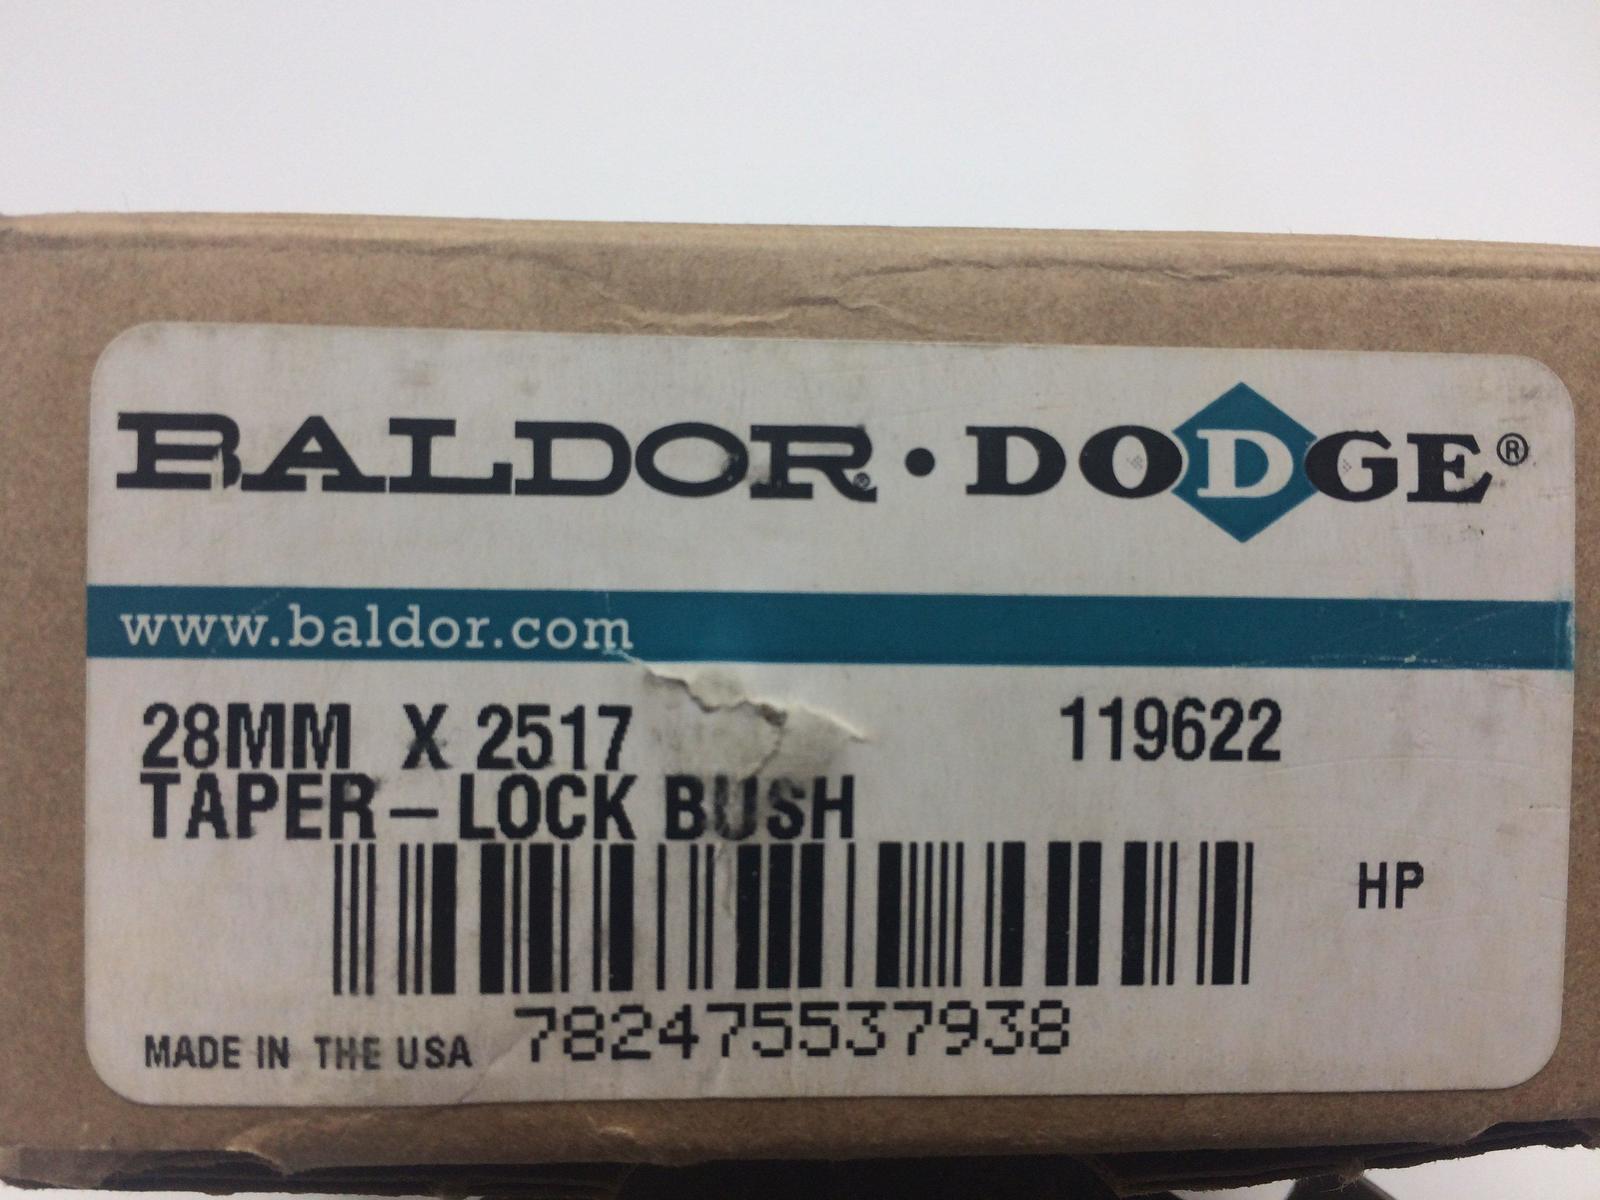 BALDOR® • DODGE®
www.baldor.com
28MM X 2517 119622
TAPER-LOCK BUSH
HP
782475537938
MADE IN THE USA